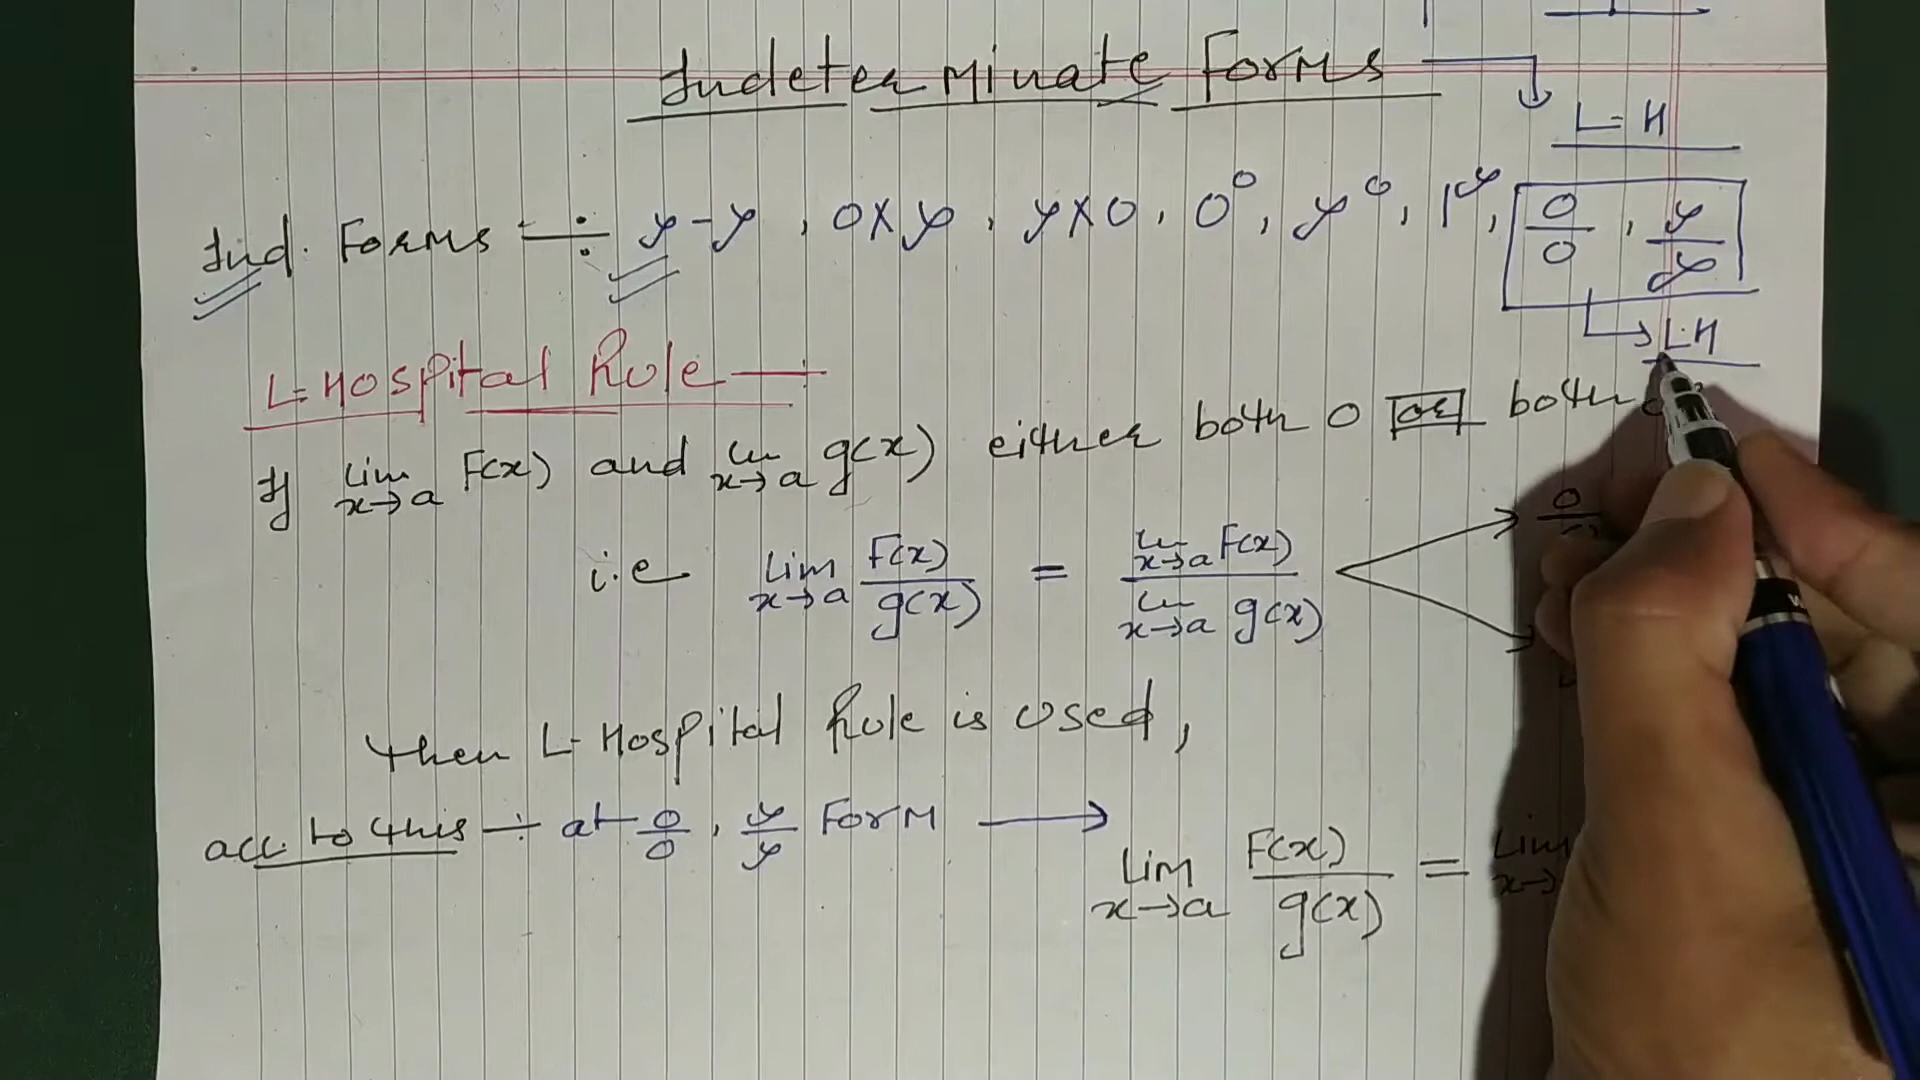 Indeterminate Forms
L-H
Ind. Forms ÷ ∞-∞, 0×∞, ∞×0, 0⁰, ∞⁰, 1^∞, 0/0, ∞/∞
L.H
L-Hospital Rule
If lim x→a F(x) and lim x→a g(x) either both 0 or both
i.e lim x→a F(x)/g(x) = lim x→a F(x) / lim x→a g(x)
then L-Hospital Rule is used,
acc. to this ÷ at 0/0, ∞/∞ Form →
lim x→a F(x)/g(x) = Lim x→